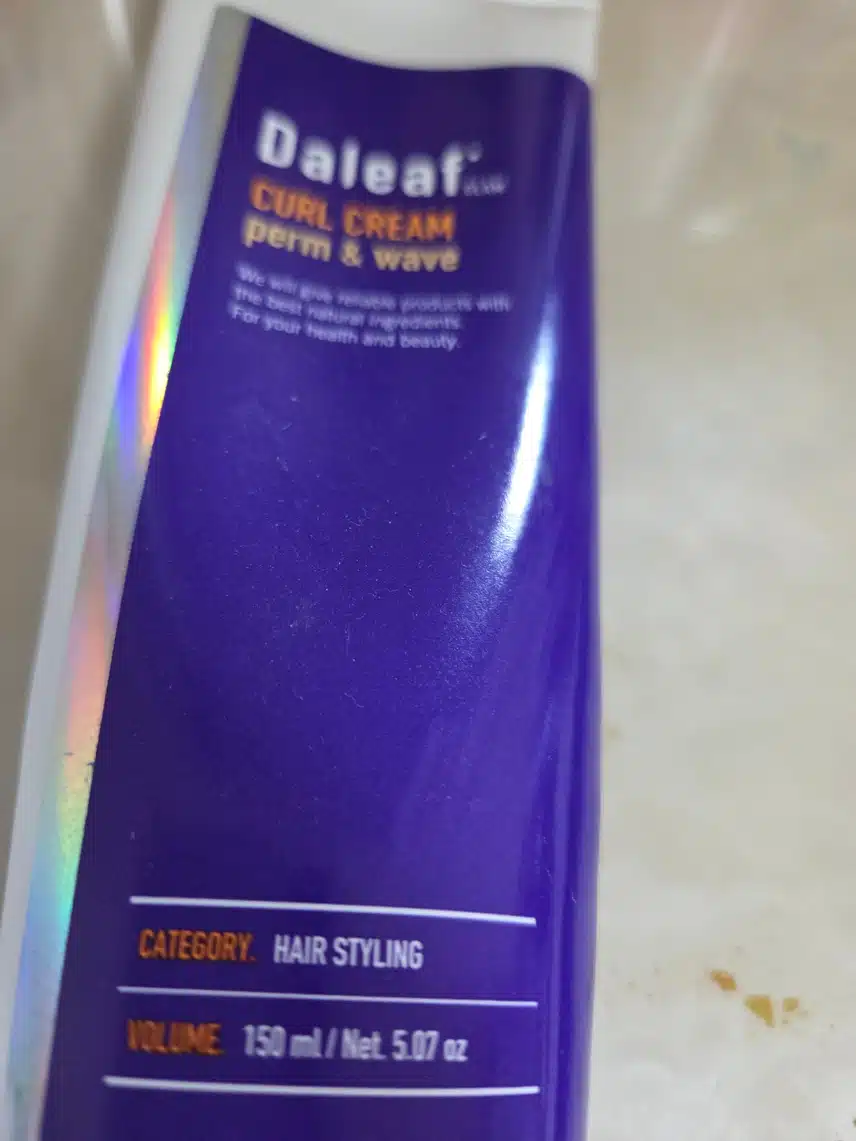 Daleaf
CURL CREAM
perm & wave
We will give reliable products with
the best natural ingredients.
For your health and beauty.
CATEGORY. HAIR STYLING
VOLUME. 150 ml / Net. 5.07 oz